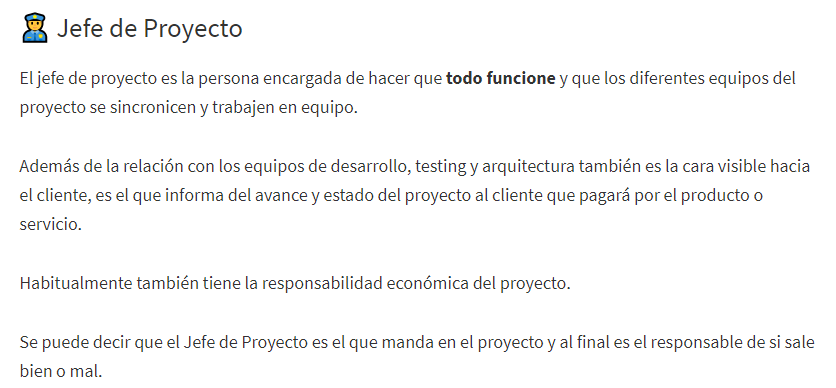 Jefe de Proyecto
El jefe de proyecto es la persona encargada de hacer que todo funcione y que los diferentes equipos del
proyecto se sincronicen y trabajen en equipo.
Además de la relación con los equipos de desarrollo, testing y arquitectura también es la cara visible hacia
el cliente, es el que informa del avance y estado del proyecto al cliente que pagará por el producto o
servicio.
Habitualmente también tiene la responsabilidad económica del proyecto.
Se puede decir que el Jefe de Proyecto es el que manda en el proyecto y al final es el responsable de si sale
bien o mal.